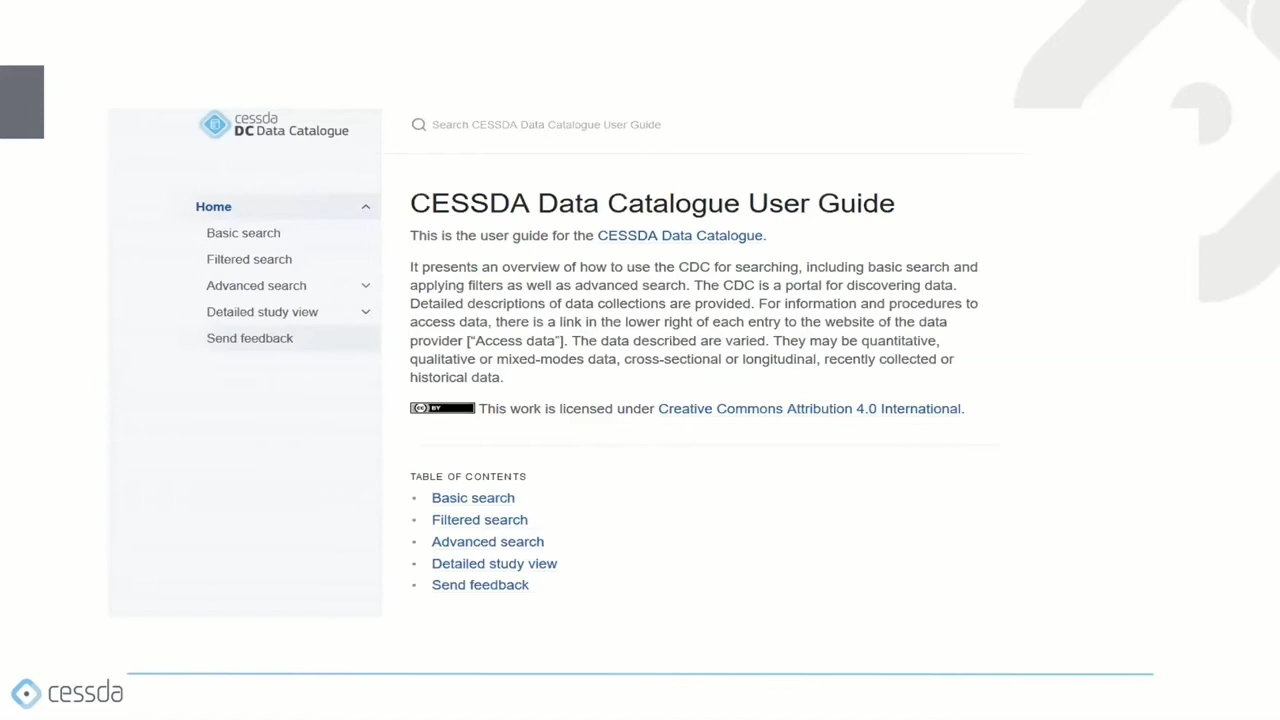 cessda
DC Data Catalogue
Search CESSDA Data Catalogue User Guide
Home
Basic search
Filtered search
Advanced search
Detailed study view
Send feedback
CESSDA Data Catalogue User Guide
This is the user guide for the CESSDA Data Catalogue.
It presents an overview of how to use the CDC for searching, including basic search and
applying filters as well as advanced search. The CDC is a portal for discovering data.
Detailed descriptions of data collections are provided. For information and procedures to
access data, there is a link in the lower right of each entry to the website of the data
provider [“Access data”]. The data described are varied. They may be quantitative,
qualitative or mixed-modes data, cross-sectional or longitudinal, recently collected or
historical data.
cc BY This work is licensed under Creative Commons Attribution 4.0 International.
TABLE OF CONTENTS
Basic search
Filtered search
Advanced search
Detailed study view
Send feedback
cessda